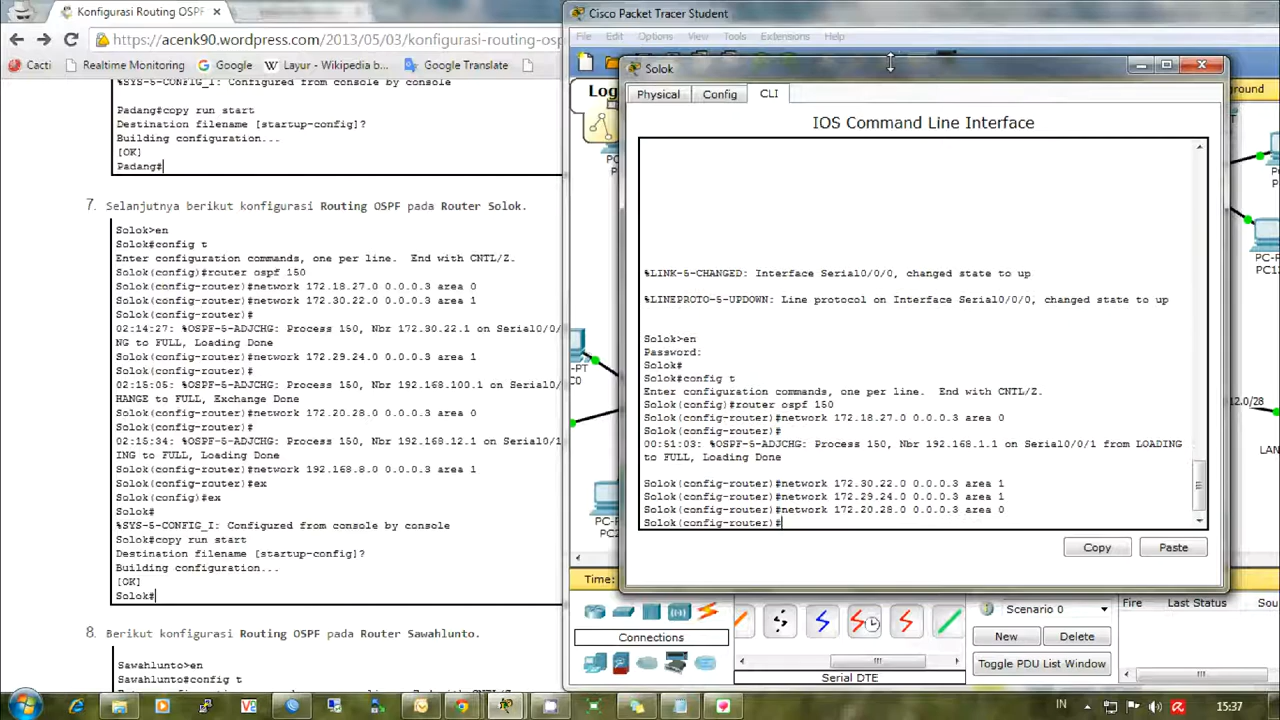 Konfigurasi Routing OSPF
https://acenk90.wordpress.com/2013/05/03/konfigurasi-routing-osp
Cacti
Realtime Monitoring
Google
Layur - Wikipedia b...
Google Translate
%SYS-5-CONFIG_I: Configured from console by console
Padang#copy run start
Destination filename [startup-config]?
Building configuration...
[OK]
Padang#
7. Selanjutnya berikut konfigurasi Routing OSPF pada Router Solok.
Solok>en
Solok#config t
Enter configuration commands, one per line. End with CNTL/Z.
Solok(config)#router ospf 150
Solok(config-router)#network 172.18.27.0 0.0.0.3 area 0
Solok(config-router)#network 172.30.22.0 0.0.0.3 area 1
Solok(config-router)#
02:14:27: %OSPF-5-ADJCHG: Process 150, Nbr 172.30.22.1 on Serial0/0/
NG to FULL, Loading Done
Solok(config-router)#network 172.29.24.0 0.0.0.3 area 1
Solok(config-router)#
02:15:05: %OSPF-5-ADJCHG: Process 150, Nbr 192.168.100.1 on Serial0/
HANGE to FULL, Exchange Done
Solok(config-router)#network 172.20.28.0 0.0.0.3 area 0
Solok(config-router)#
02:15:34: %OSPF-5-ADJCHG: Process 150, Nbr 192.168.12.1 on Serial0/1
ING to FULL, Loading Done
Solok(config-router)#network 192.168.8.0 0.0.0.3 area 1
Solok(config-router)#ex
Solok(config)#ex
Solok#
%SYS-5-CONFIG_I: Configured from console by console
Solok#copy run start
Destination filename [startup-config]?
Building configuration...
[OK]
Solok#
8. Berikut konfigurasi Routing OSPF pada Router Sawahlunto.
Sawahlunto>en
Sawahlunto#config t
Cisco Packet Tracer Student
File Edit Options View Tools Extensions Help
Log
ground
Solok
Physical
Config
CLI
IOS Command Line Interface
%LINK-5-CHANGED: Interface Serial0/0/0, changed state to up
%LINEPROTO-5-UPDOWN: Line protocol on Interface Serial0/0/0, changed state to up
Solok>en
Password:
Solok#
Solok#config t
Enter configuration commands, one per line. End with CNTL/Z.
Solok(config)#router ospf 150
Solok(config-router)#network 172.18.27.0 0.0.0.3 area 0
Solok(config-router)#
00:51:03: %OSPF-5-ADJCHG: Process 150, Nbr 192.168.1.1 on Serial0/0/1 from LOADING
to FULL, Loading Done
Solok(config-router)#network 172.30.22.0 0.0.0.3 area 1
Solok(config-router)#network 172.29.24.0 0.0.0.3 area 1
Solok(config-router)#network 172.20.28.0 0.0.0.3 area 0
Solok(config-router)#
Copy
Paste
12.0/28
LAN
Time:
Connections
Serial DTE
Scenario 0
New
Delete
Toggle PDU List Window
Fire
Last Status
Sou
IN
15:37